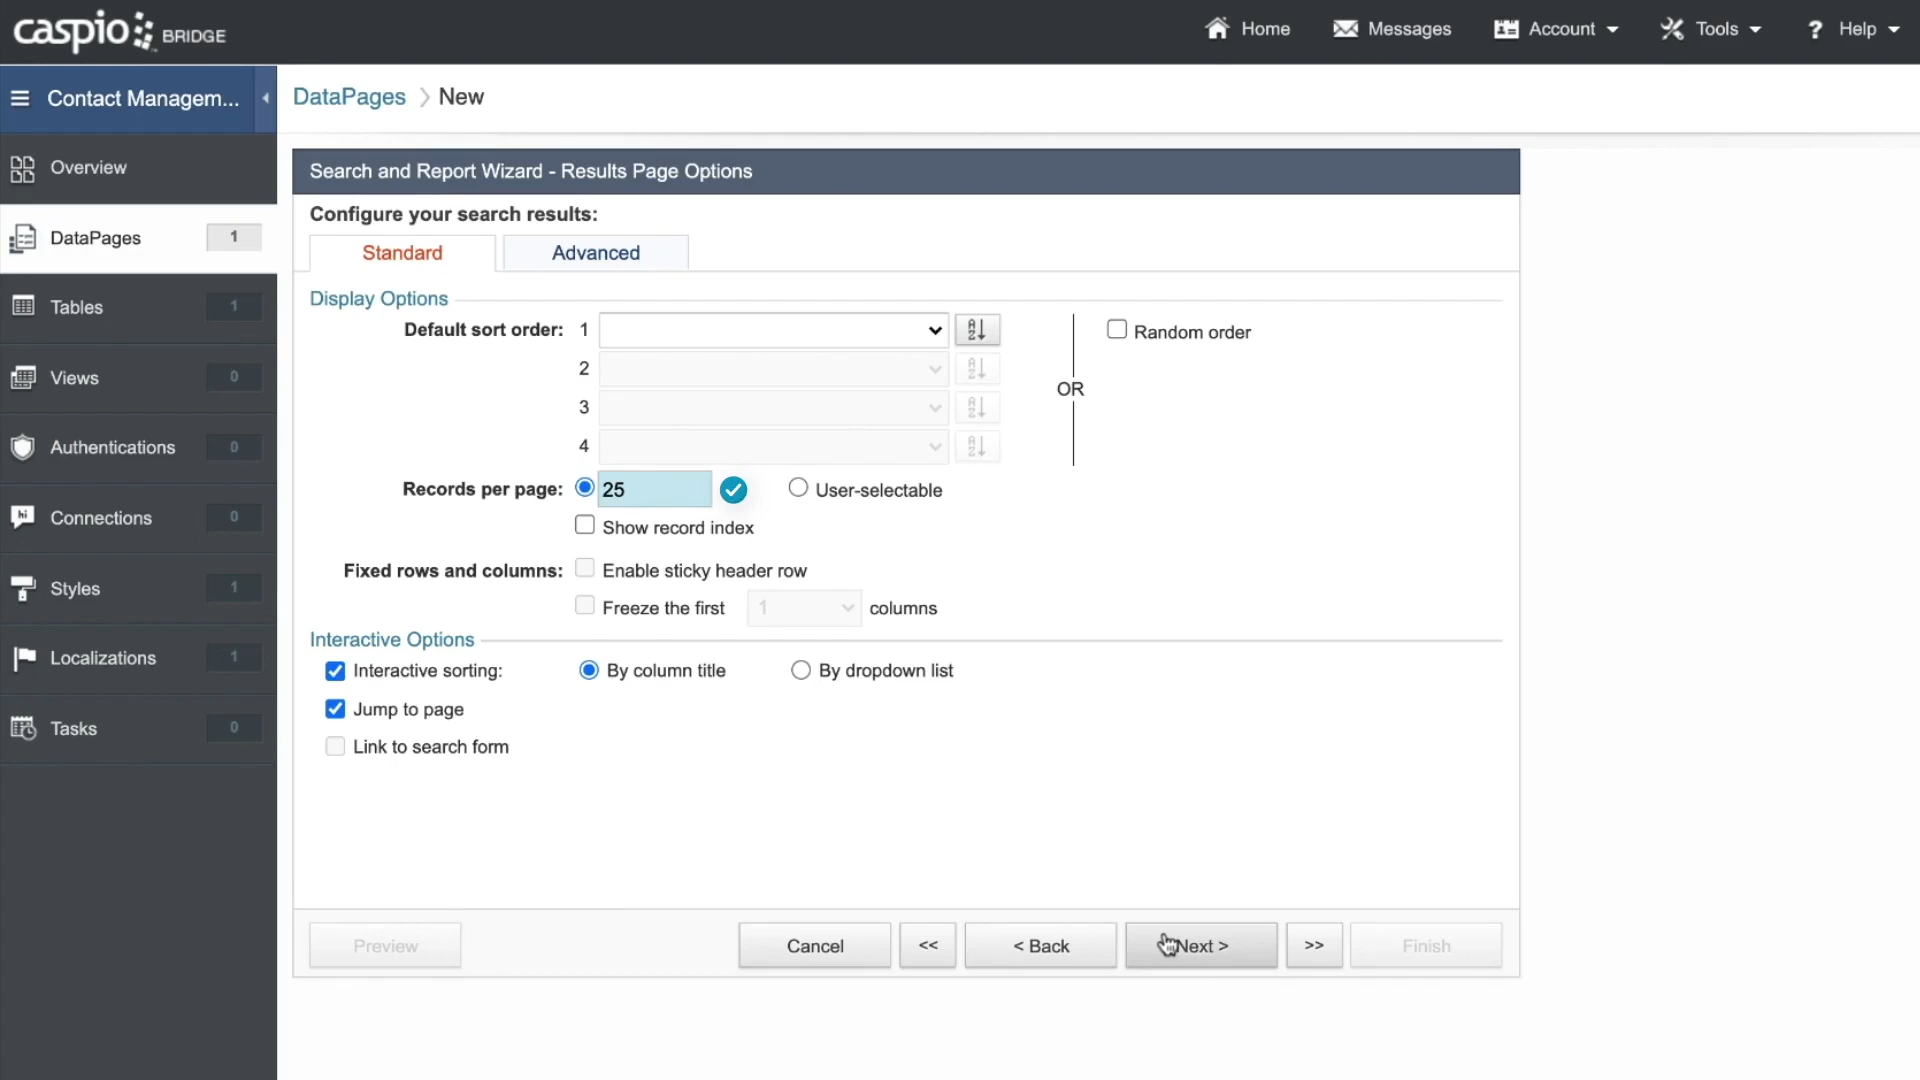 caspio BRIDGE
Home Messages Account Tools ? Help
Contact Managem...
DataPages > New
Overview
DataPages 1
Tables 1
Views 0
Authentications 0
hi Connections 0
Styles 1
Localizations 1
Tasks 0
Search and Report Wizard - Results Page Options
Configure your search results:
Standard Advanced
Display Options
Default sort order: 1
2
3
4
OR
Random order
Records per page: 25 User-selectable
Show record index
Fixed rows and columns: Enable sticky header row
Freeze the first 1 columns
Interactive Options
Interactive sorting: By column title By dropdown list
Jump to page
Link to search form
Preview Cancel << < Back Next > >> Finish